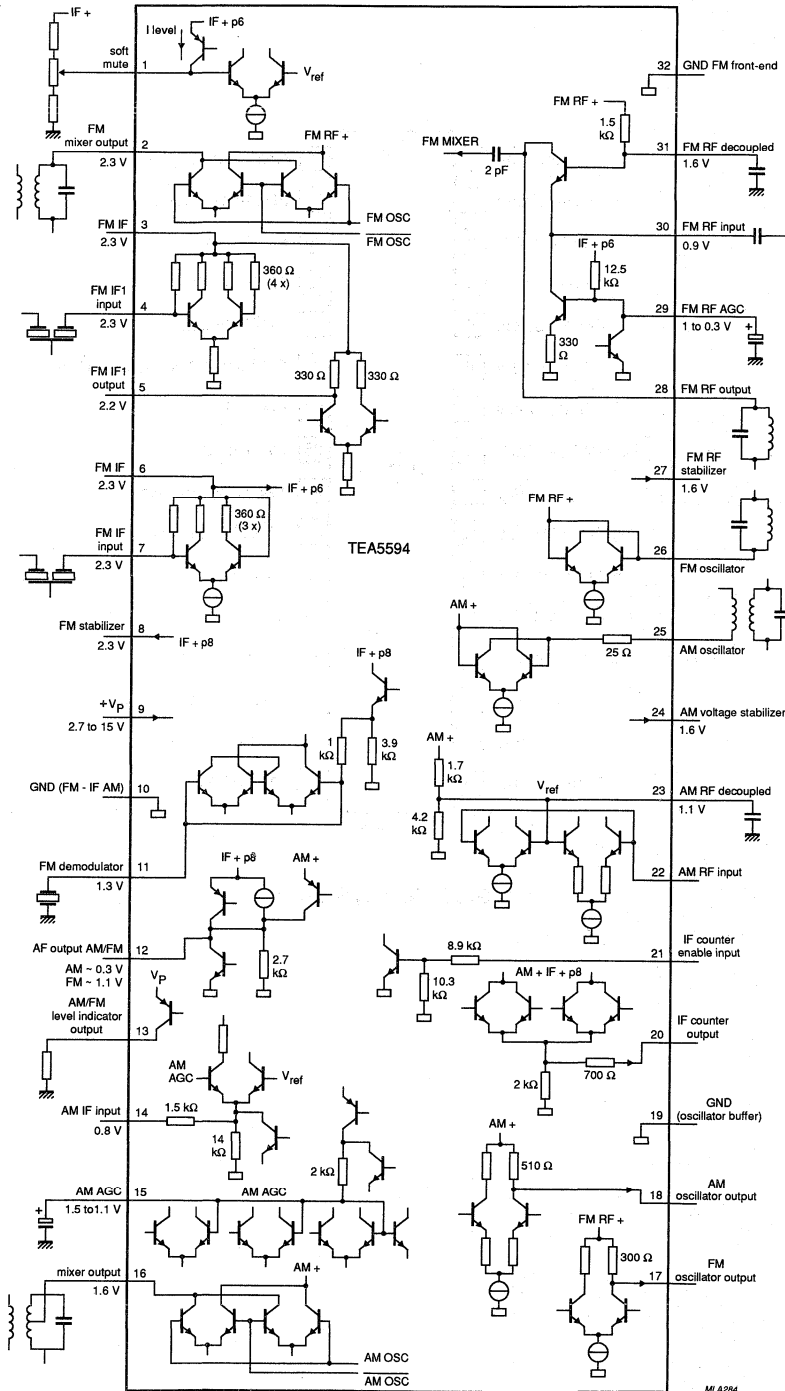 IF +
soft
mute
1
I level
IF + p6
Vref
FM
mixer output
2
2.3 V
FM RF +
FM OSC
FM OSC
FM IF
3
2.3 V
360 Ω
(4 x)
FM IF1
input
4
2.3 V
FM IF1
output
5
2.2 V
330 Ω
330 Ω
FM IF
6
2.3 V
IF + p6
360 Ω
(3 x)
FM IF
input
7
2.3 V
TEA5594
FM stabilizer
8
2.3 V
IF + p8
+VP
9
2.7 to 15 V
IF + p8
1
kΩ
3.9
kΩ
GND (FM - IF AM)
10
FM demodulator
11
1.3 V
IF + p8
AM +
AF output AM/FM
12
AM ~ 0.3 V
FM ~ 1.1 V
2.7
kΩ
AM/FM
level indicator
output
13
VP
AM
AGC
Vref
AM IF input
14
0.8 V
1.5 kΩ
14
kΩ
2 kΩ
AM AGC
15
1.5 to1.1 V
AM AGC
mixer output
16
1.6 V
AM +
AM OSC
AM OSC
32
GND FM front-end
FM RF +
1.5
kΩ
FM MIXER
2 pF
31
FM RF decoupled
1.6 V
30
FM RF input
0.9 V
IF + p6
12.5
kΩ
29
FM RF AGC
1 to 0.3 V
+
330
Ω
28
FM RF output
FM RF
stabilizer
27
1.6 V
FM RF +
26
FM oscillator
AM +
25 Ω
25
AM oscillator
24
AM voltage stabilizer
1.6 V
AM +
1.7
kΩ
4.2
kΩ
Vref
23
AM RF decoupled
1.1 V
22
AM RF input
8.9 kΩ
10.3
kΩ
21
IF counter
enable input
AM + IF + p8
2 kΩ
700 Ω
20
IF counter
output
19
GND
(oscillator buffer)
AM +
510 Ω
18
AM
oscillator output
FM RF +
300 Ω
17
FM
oscillator output
MLA284